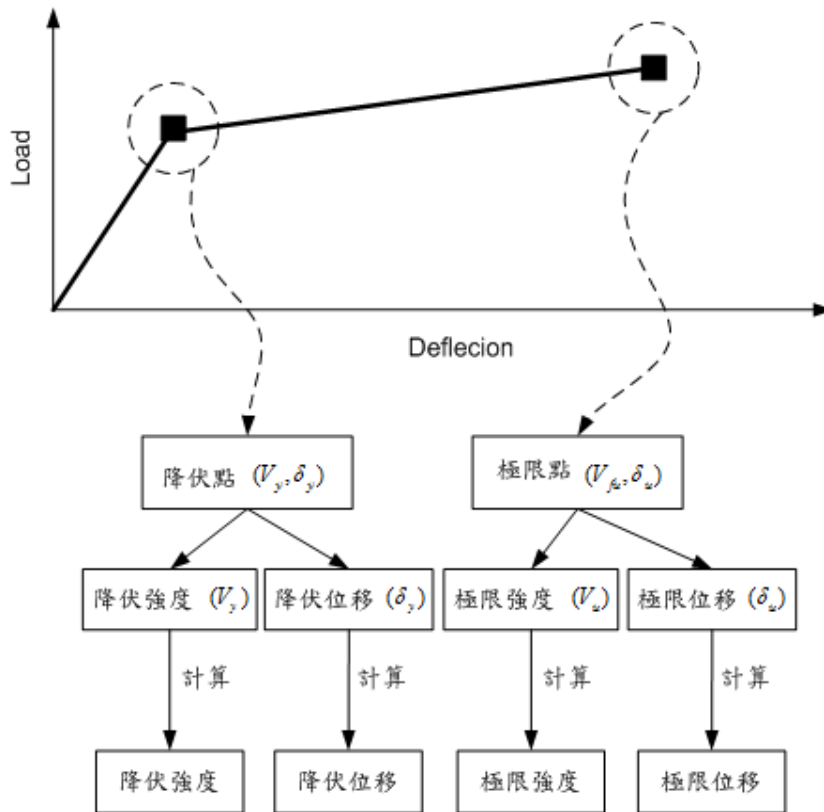 Load
Deflecion
降伏點 (V_y, δ_y)
極限點 (V_fu, δ_u)
降伏強度 (V_y)
降伏位移 (δ_y)
極限強度 (V_u)
極限位移 (δ_u)
計算
計算
計算
計算
降伏強度
降伏位移
極限強度
極限位移